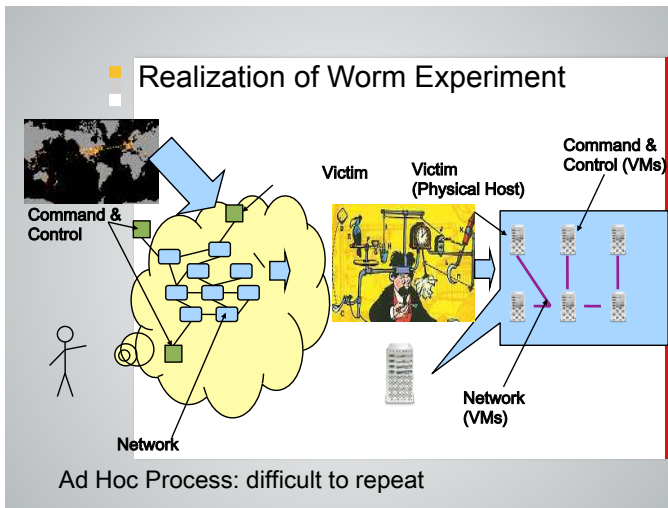 Realization of Worm Experiment
Command &
Control
Victim
Victim
(Physical Host)
Command &
Control (VMs)
Network
Network
(VMs)
Ad Hoc Process: difficult to repeat